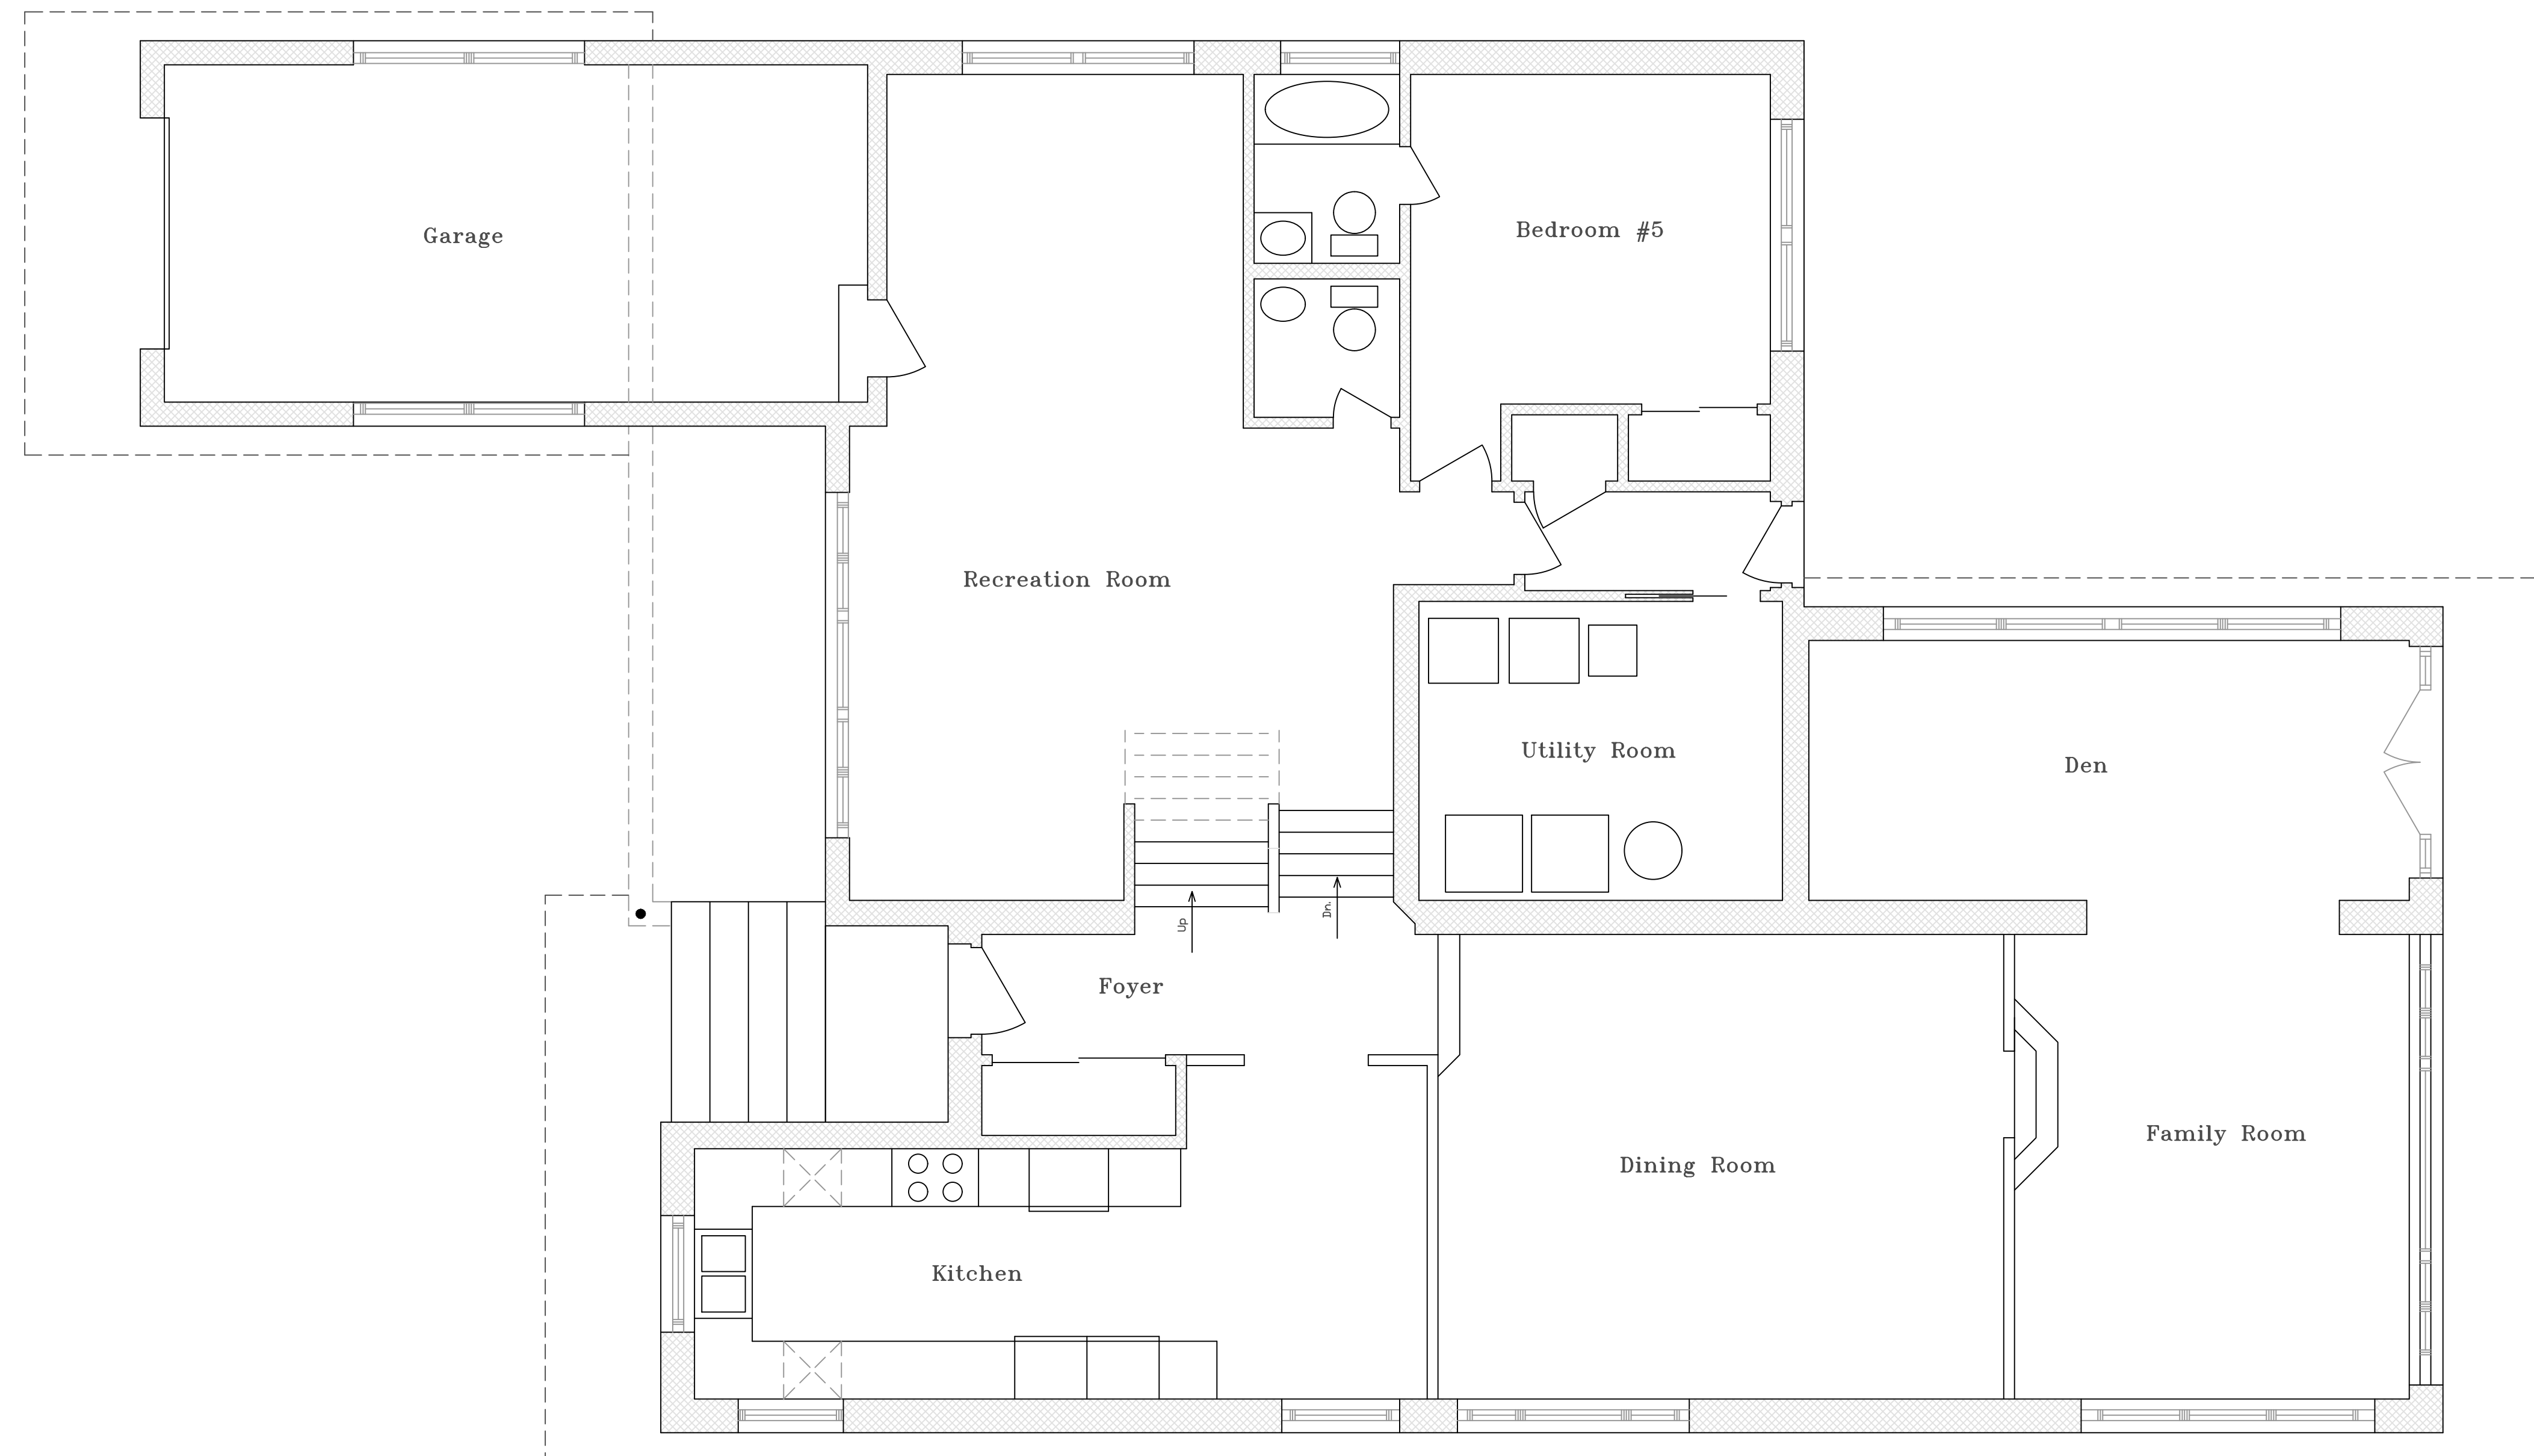 Garage
Bedroom #5
Recreation Room
Utility Room
Den
Up
Dn.
Foyer
Family Room
Dining Room
Kitchen